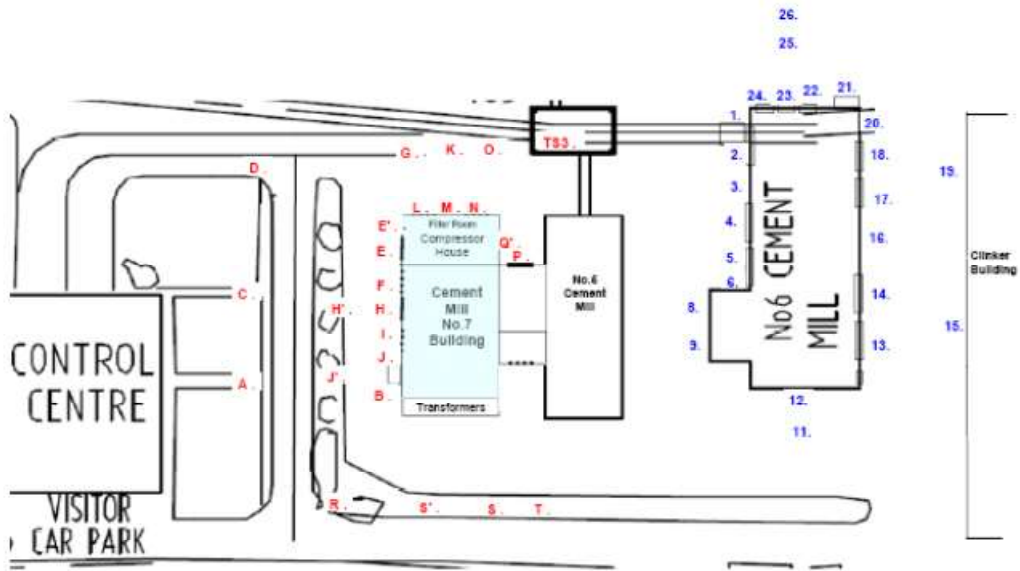 26.
25.
24. 23. 22. 21.
1.
20.
TS3.
G.. K.. O..
2.
18.
D.
19.
3.
17.
L.. M.. N..
E'.
Filter Room
4.
Compressor
House
Q'.
16.
E.
P.
5.
Clinker
Building
No.6
Cement
Mill
6.
F.
Cement
Mill
No.7
Building
C.
14.
H'.
H.
8.
No6 CEMENT
MILL
15.
I.
9.
13.
CONTROL
CENTRE
J.
J'.
A.
B.
Transformers
12.
11.
R.
S'.
S.
T.
VISITOR
CAR PARK